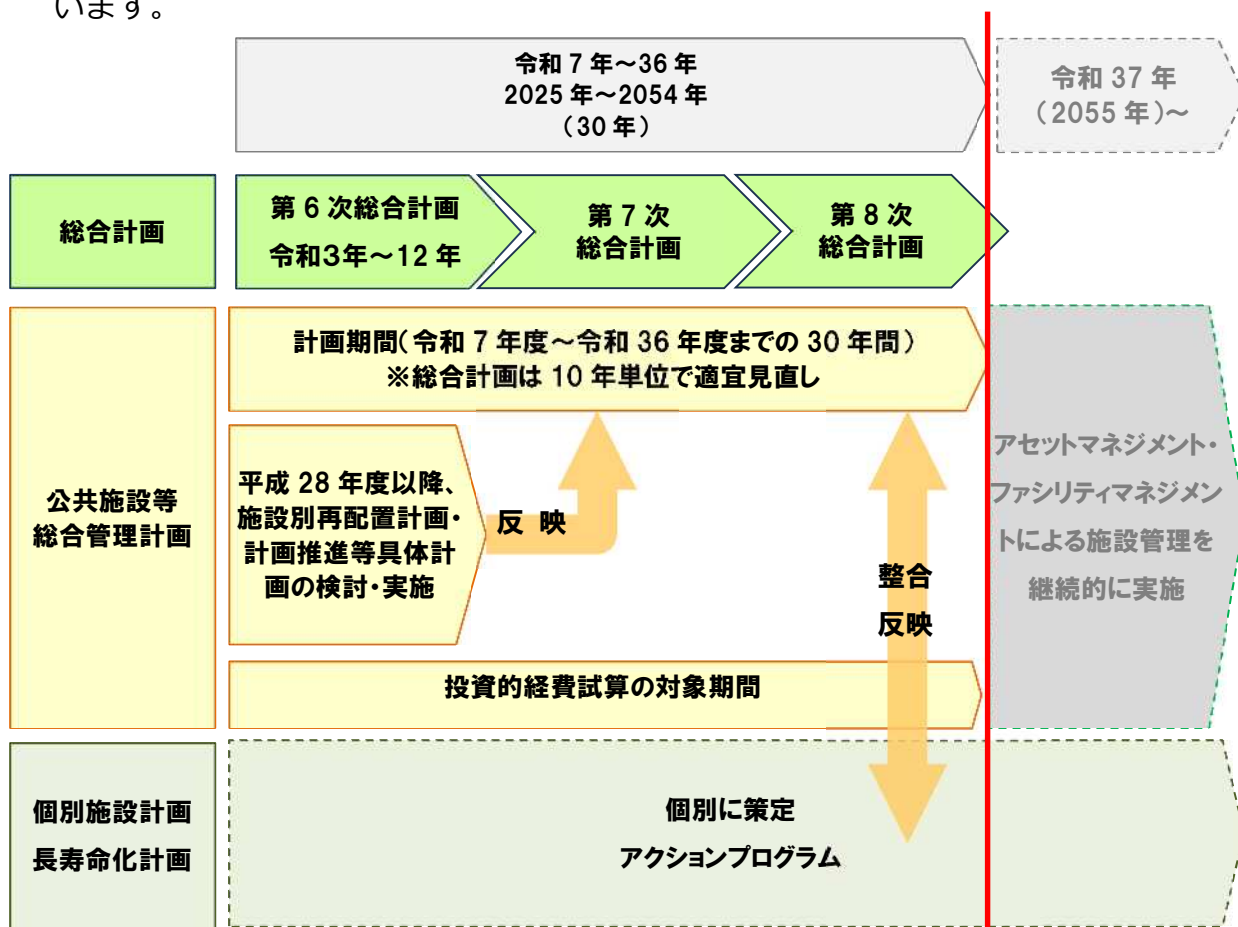 います。
令和 7 年～36 年
2025 年～2054 年
（30 年）
令和 37 年
（2055 年）～
総合計画
第 6 次総合計画
令和3年～12 年
第 7 次
総合計画
第 8 次
総合計画
公共施設等
総合管理計画
計画期間（令和 7 年度～令和 36 年度までの 30 年間）
※総合計画は 10 年単位で適宜見直し
平成 28 年度以降、
施設別再配置計画・
計画推進等具体計
画の検討・実施
反 映
整合
反映
投資的経費試算の対象期間
アセットマネジメント・
ファシリティマネジメン
トによる施設管理を
継続的に実施
個別施設計画
長寿命化計画
個別に策定
アクションプログラム